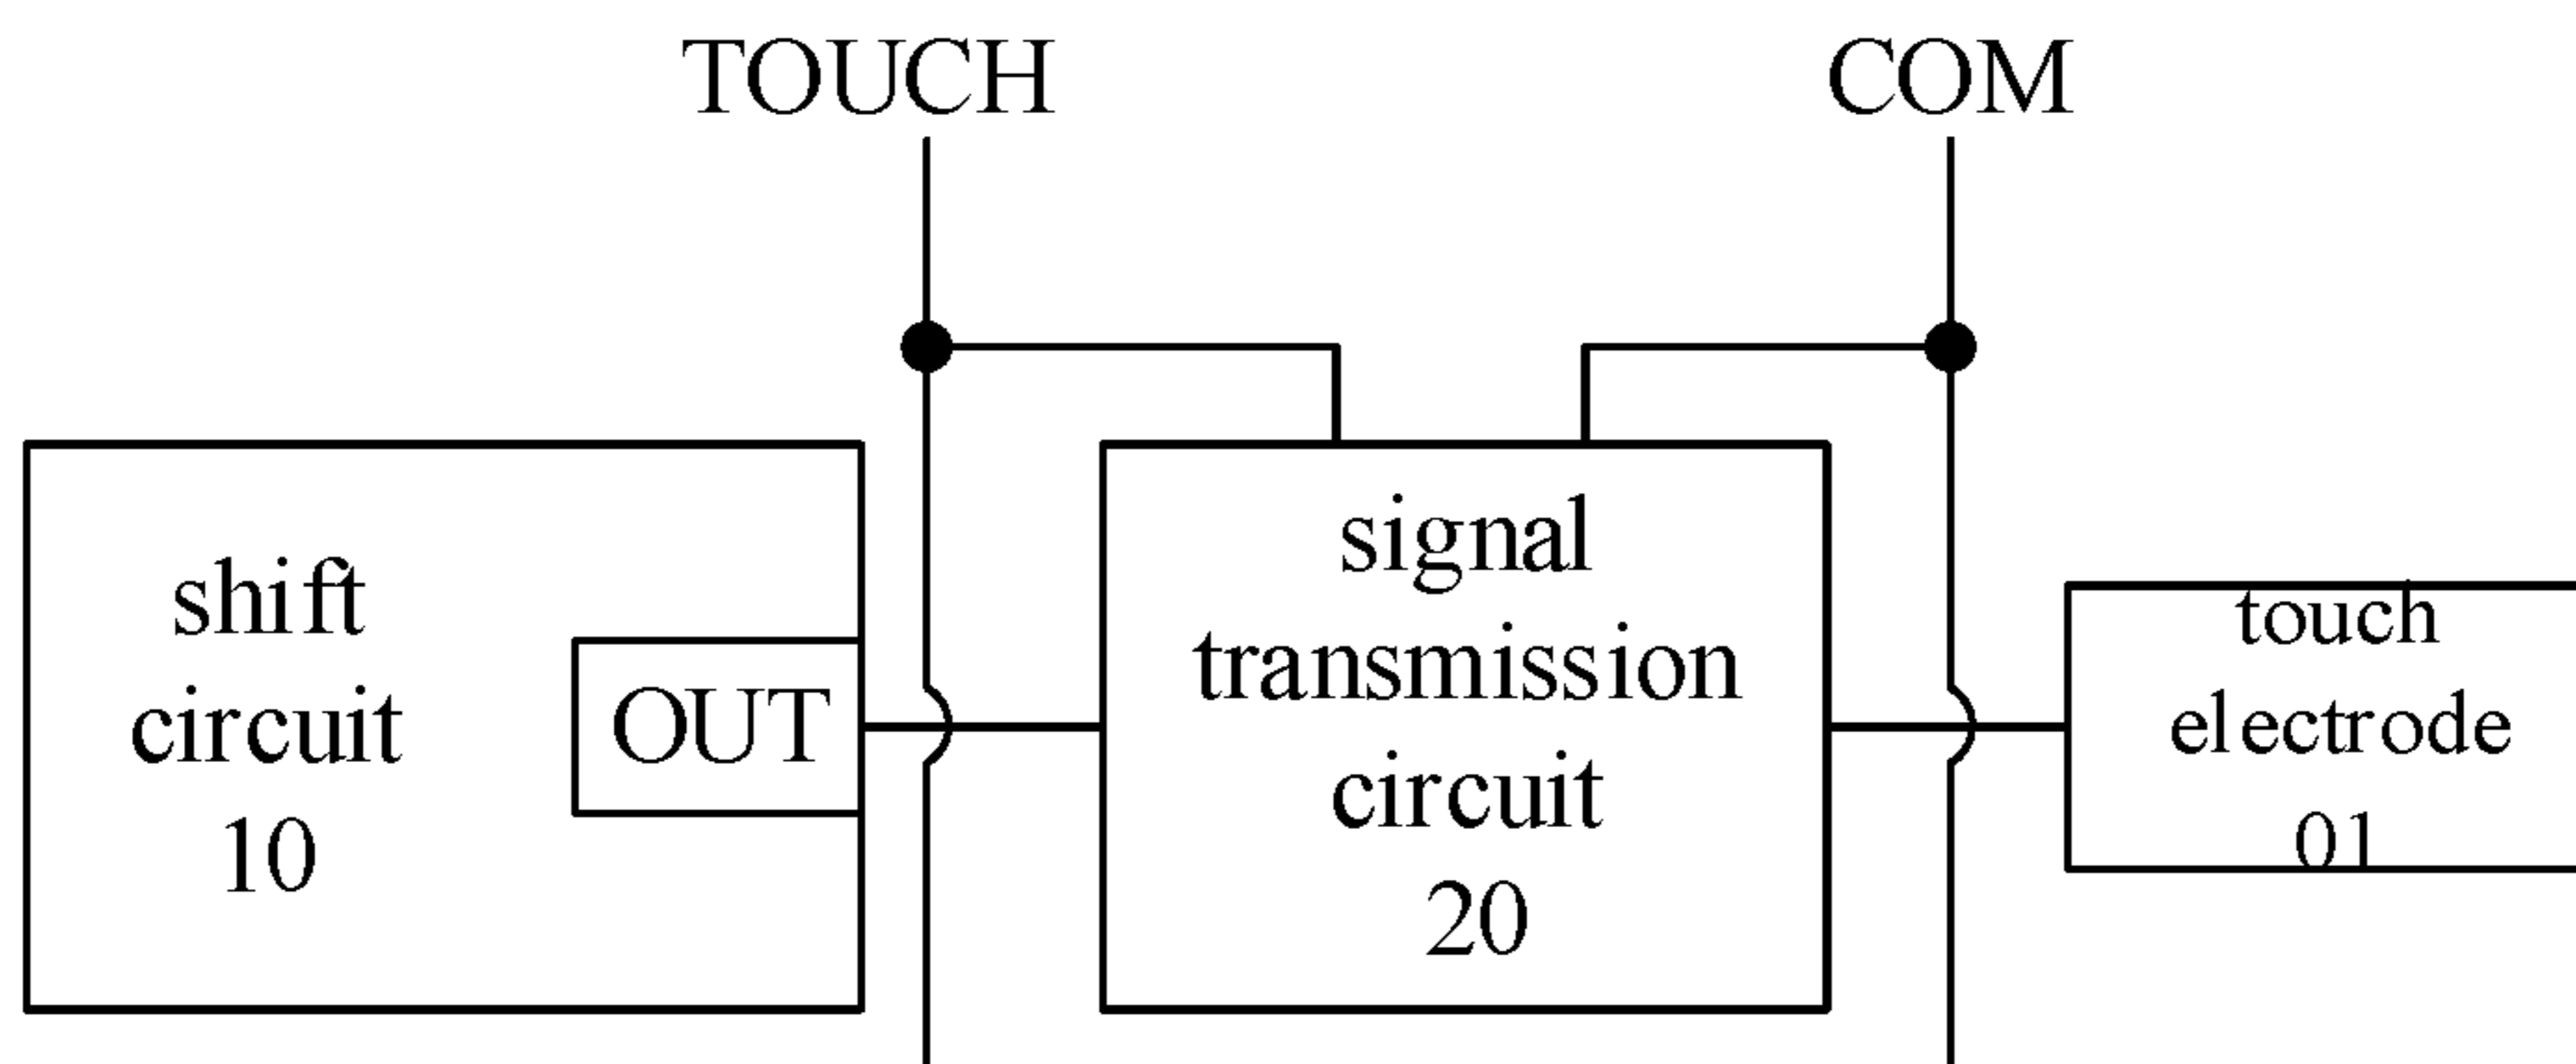 TOUCH
COM
shift
circuit
10
OUT
signal
transmission
circuit
20
touch
electrode
01